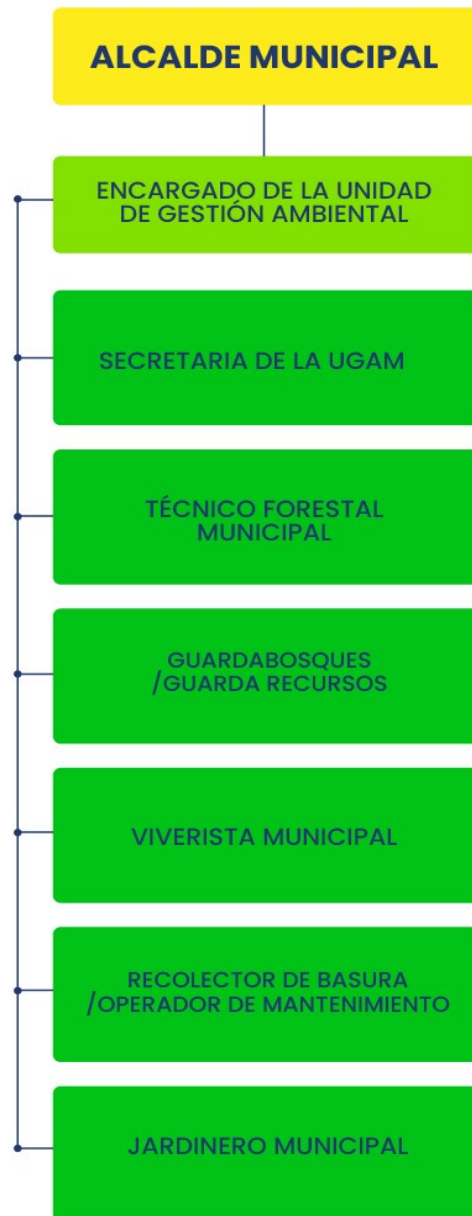 ALCALDE MUNICIPAL
ENCARGADO DE LA UNIDAD
DE GESTIÓN AMBIENTAL
SECRETARIA DE LA UGAM
TÉCNICO FORESTAL
MUNICIPAL
GUARDABOSQUES
/GUARDA RECURSOS
VIVERISTA MUNICIPAL
RECOLECTOR DE BASURA
/OPERADOR DE MANTENIMIENTO
JARDINERO MUNICIPAL